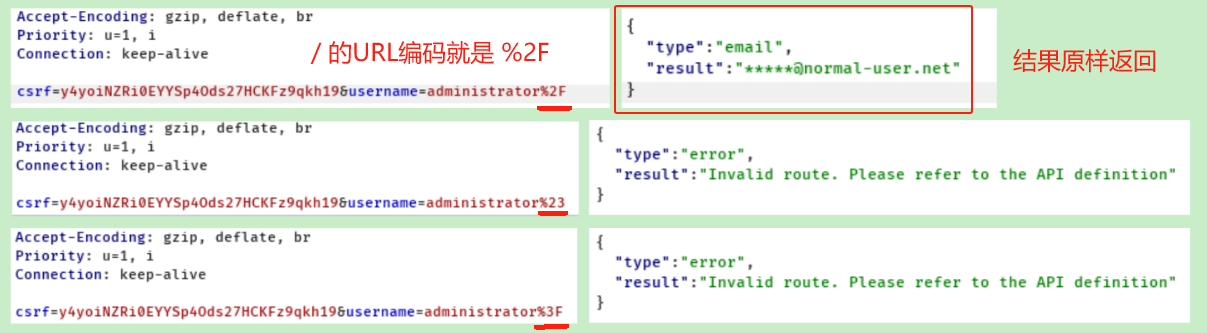 Accept-Encoding: gzip, deflate, br
Priority: u=1, i
Connection: keep-alive
csrf=y4yoiNZRi0EYYSp4Ods27HCKFz9qkh19&username=administrator%2F
/ 的URL编码就是 %2F
{
"type":"email",
"result":"*****@normal-user.net"
}
结果原样返回
Accept-Encoding: gzip, deflate, br
Priority: u=1, i
Connection: keep-alive
csrf=y4yoiNZRi0EYYSp4Ods27HCKFz9qkh19&username=administrator%23
{
"type":"error",
"result":"Invalid route. Please refer to the API definition"
}
Accept-Encoding: gzip, deflate, br
Priority: u=1, i
Connection: keep-alive
csrf=y4yoiNZRi0EYYSp4Ods27HCKFz9qkh19&username=administrator%3F
{
"type":"error",
"result":"Invalid route. Please refer to the API definition"
}